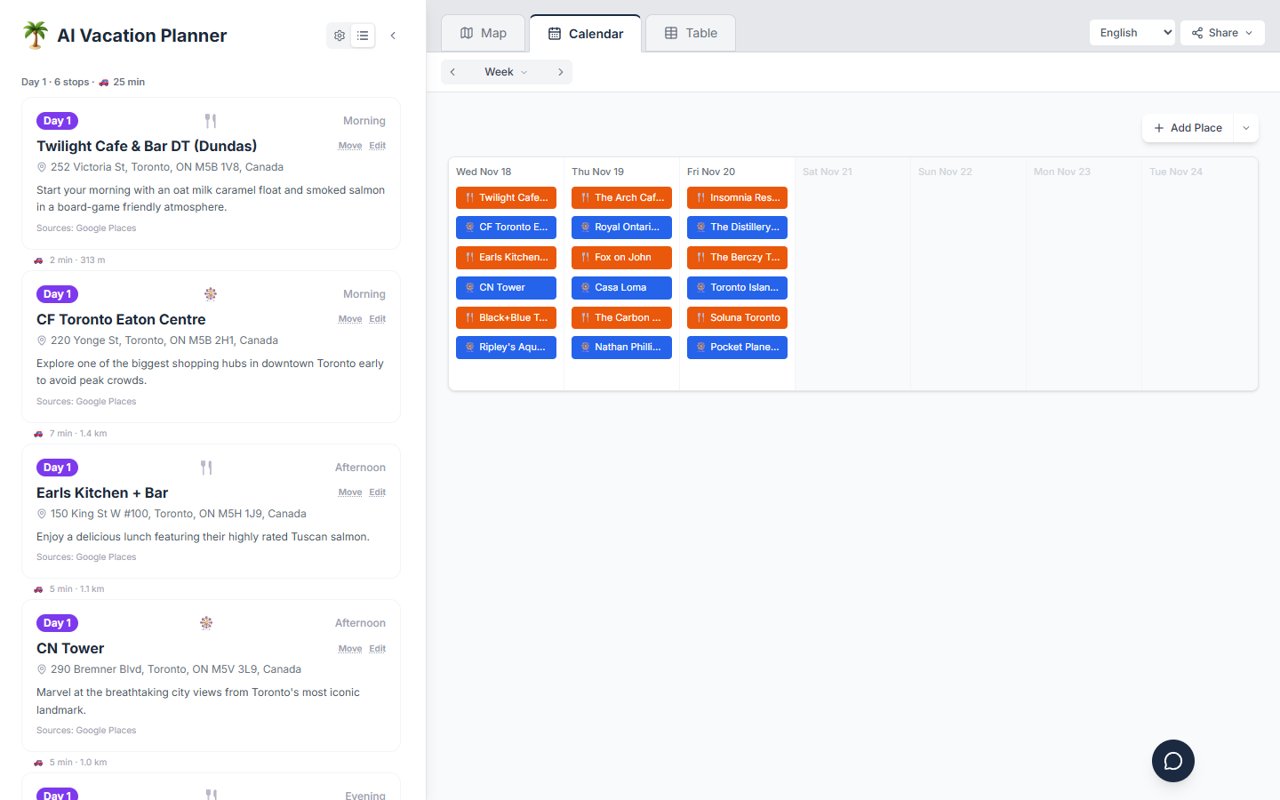 AI Vacation Planner
Day 1 · 6 stops · 25 min
Day 1
Morning
Twilight Cafe & Bar DT (Dundas)
Move Edit
252 Victoria St, Toronto, ON M5B 1V8, Canada
Start your morning with an oat milk caramel float and smoked salmon
in a board-game friendly atmosphere.
Sources: Google Places
2 min · 313 m
Day 1
Morning
CF Toronto Eaton Centre
Move Edit
220 Yonge St, Toronto, ON M5B 2H1, Canada
Explore one of the biggest shopping hubs in downtown Toronto early
to avoid peak crowds.
Sources: Google Places
7 min · 1.4 km
Day 1
Afternoon
Earls Kitchen + Bar
Move Edit
150 King St W #100, Toronto, ON M5H 1J9, Canada
Enjoy a delicious lunch featuring their highly rated Tuscan salmon.
Sources: Google Places
5 min · 1.1 km
Day 1
Afternoon
CN Tower
Move Edit
290 Bremner Blvd, Toronto, ON M5V 3L9, Canada
Marvel at the breathtaking city views from Toronto's most iconic
landmark.
Sources: Google Places
5 min · 1.0 km
Day 1
Evening
Map
Calendar
Table
English
Share
Week
Add Place
Wed Nov 18
Twilight Cafe...
CF Toronto E...
Earls Kitchen...
CN Tower
Black+Blue T...
Ripley's Aqu...
Thu Nov 19
The Arch Caf...
Royal Ontari...
Fox on John
Casa Loma
The Carbon ...
Nathan Philli...
Fri Nov 20
Insomnia Res...
The Distillery...
The Berczy T...
Toronto Islan...
Soluna Toronto
Pocket Plane...
Sat Nov 21
Sun Nov 22
Mon Nov 23
Tue Nov 24